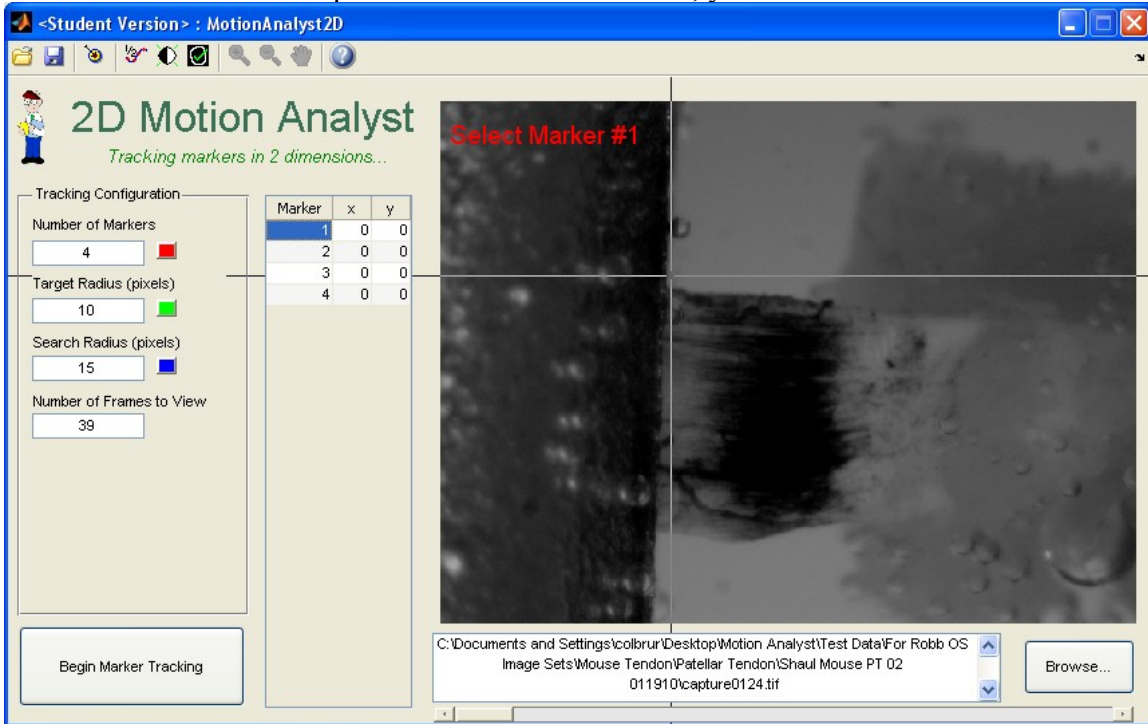 <Student Version> : MotionAnalyst2D
2D Motion Analyst
Tracking markers in 2 dimensions...
Tracking Configuration
Number of Markers
4
Target Radius (pixels)
10
Search Radius (pixels)
15
Number of Frames to View
39
Marker x y
1 0 0
2 0 0
3 0 0
4 0 0
Select Marker #1
Begin Marker Tracking
C:\Documents and Settings\colbrur\Desktop\Motion Analyst\Test Data\For Robb OS
Image Sets\Mouse Tendon\Patellar Tendon\Shaul Mouse PT 02
011910\capture0124.tif
Browse...